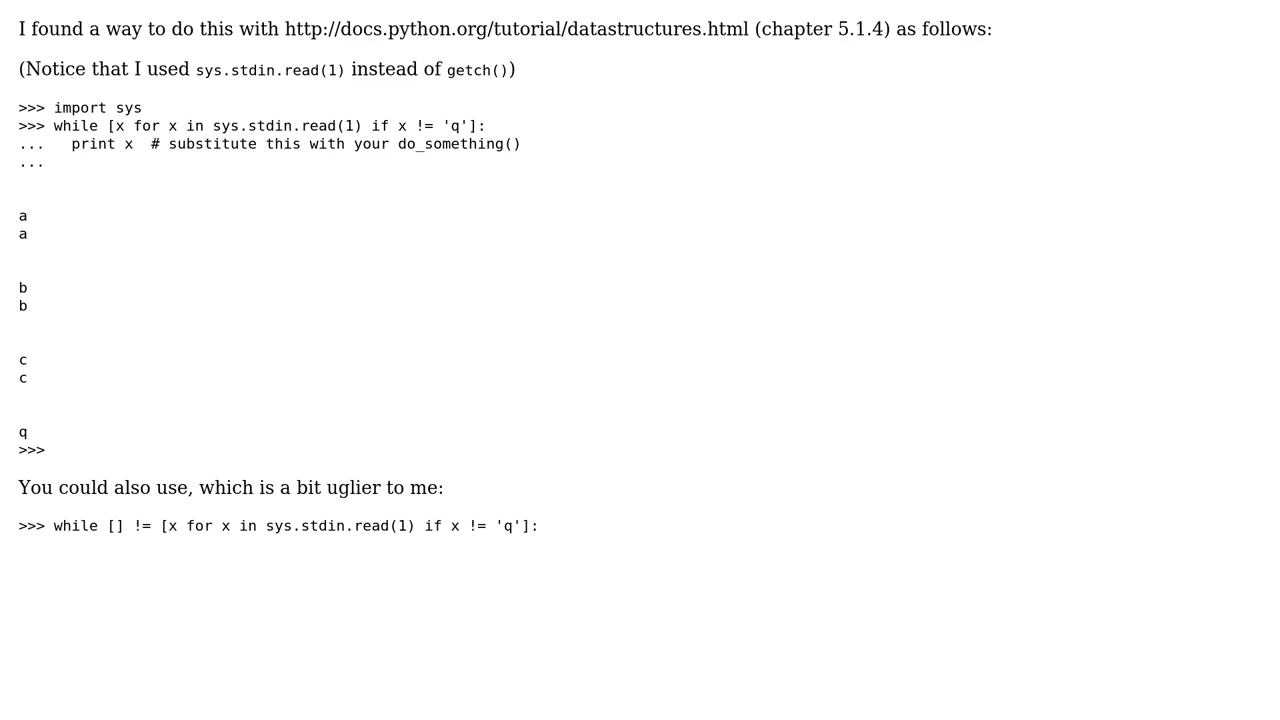 I found a way to do this with http://docs.python.org/tutorial/datastructures.html (chapter 5.1.4) as follows:
(Notice that I used sys.stdin.read(1) instead of getch())
>>> import sys
>>> while [x for x in sys.stdin.read(1) if x != 'q']:
...   print x  # substitute this with your do_something()
...
a
a
b
b
c
c
q
>>>
You could also use, which is a bit uglier to me:
>>> while [] != [x for x in sys.stdin.read(1) if x != 'q']: